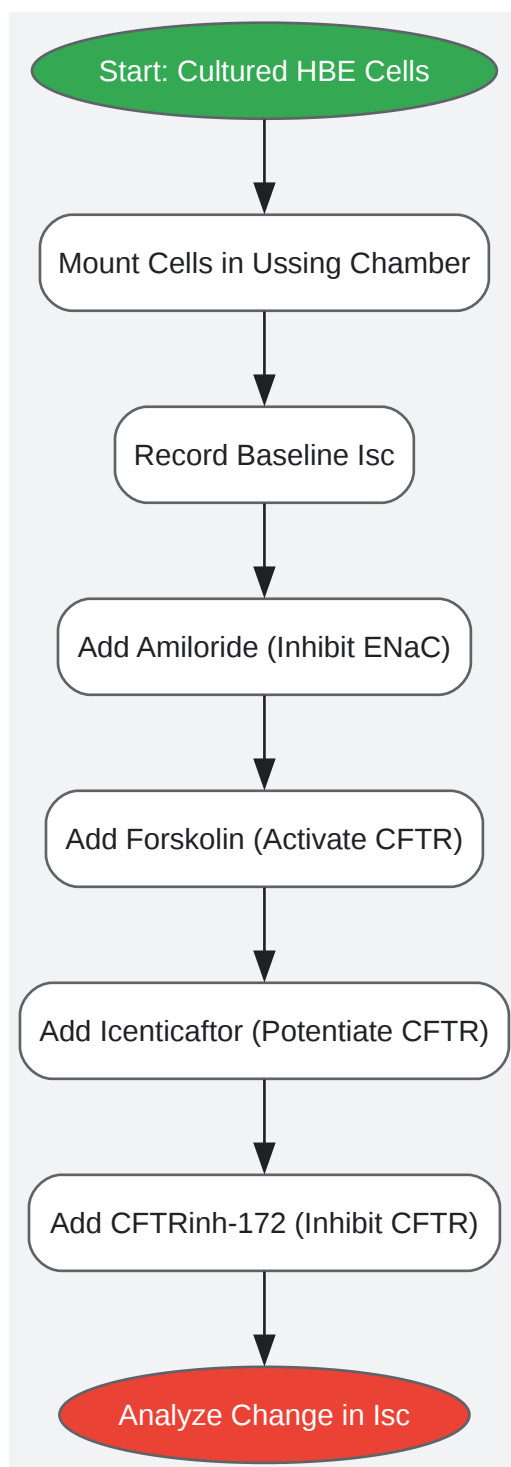 Start: Cultured HBE Cells
Mount Cells in Ussing Chamber
Record Baseline Isc
Add Amiloride (Inhibit ENaC)
Add Forskolin (Activate CFTR)
Add Icenticaftor (Potentiate CFTR)
Add CFTRinh-172 (Inhibit CFTR)
Analyze Change in Isc